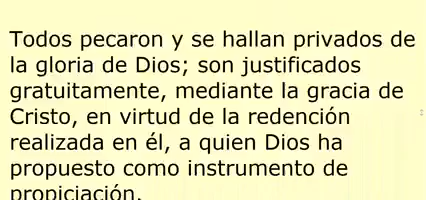 Todos pecaron y se hallan privados de
la gloria de Dios; son justificados
gratuitamente, mediante la gracia de
Cristo, en virtud de la redención
realizada en él, a quien Dios ha
propuesto como instrumento de
propiciación.